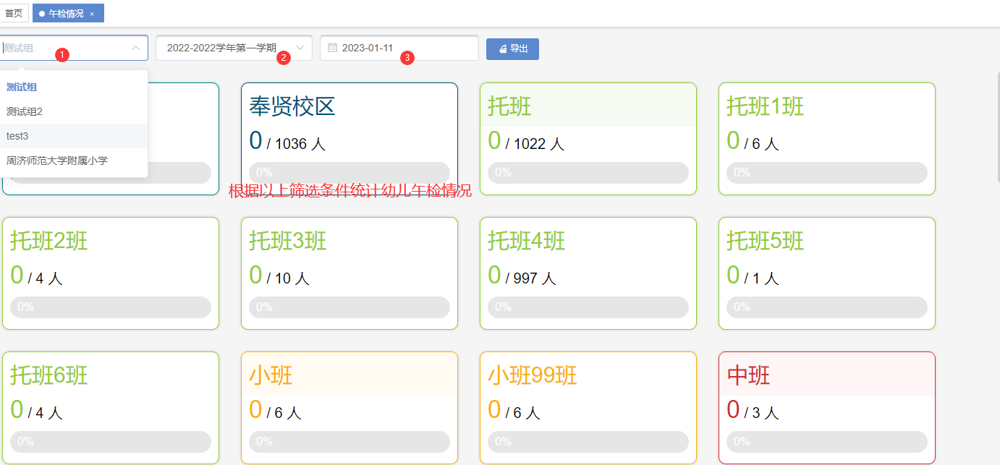 首页
午检情况 ×
测试组
1
2022-2022学年第一学期
2
2023-01-11
3
导出
测试组
测试组2
test3
周济师范大学附属小学
奉贤校区
0 / 1036 人
0%
托班
0 / 1022 人
0%
托班1班
0 / 6 人
0%
根据以上筛选条件统计幼儿午检情况
托班2班
0 / 4 人
0%
托班3班
0 / 10 人
0%
托班4班
0 / 997 人
0%
托班5班
0 / 1 人
0%
托班6班
0 / 4 人
0%
小班
0 / 6 人
0%
小班99班
0 / 6 人
0%
中班
0 / 3 人
0%